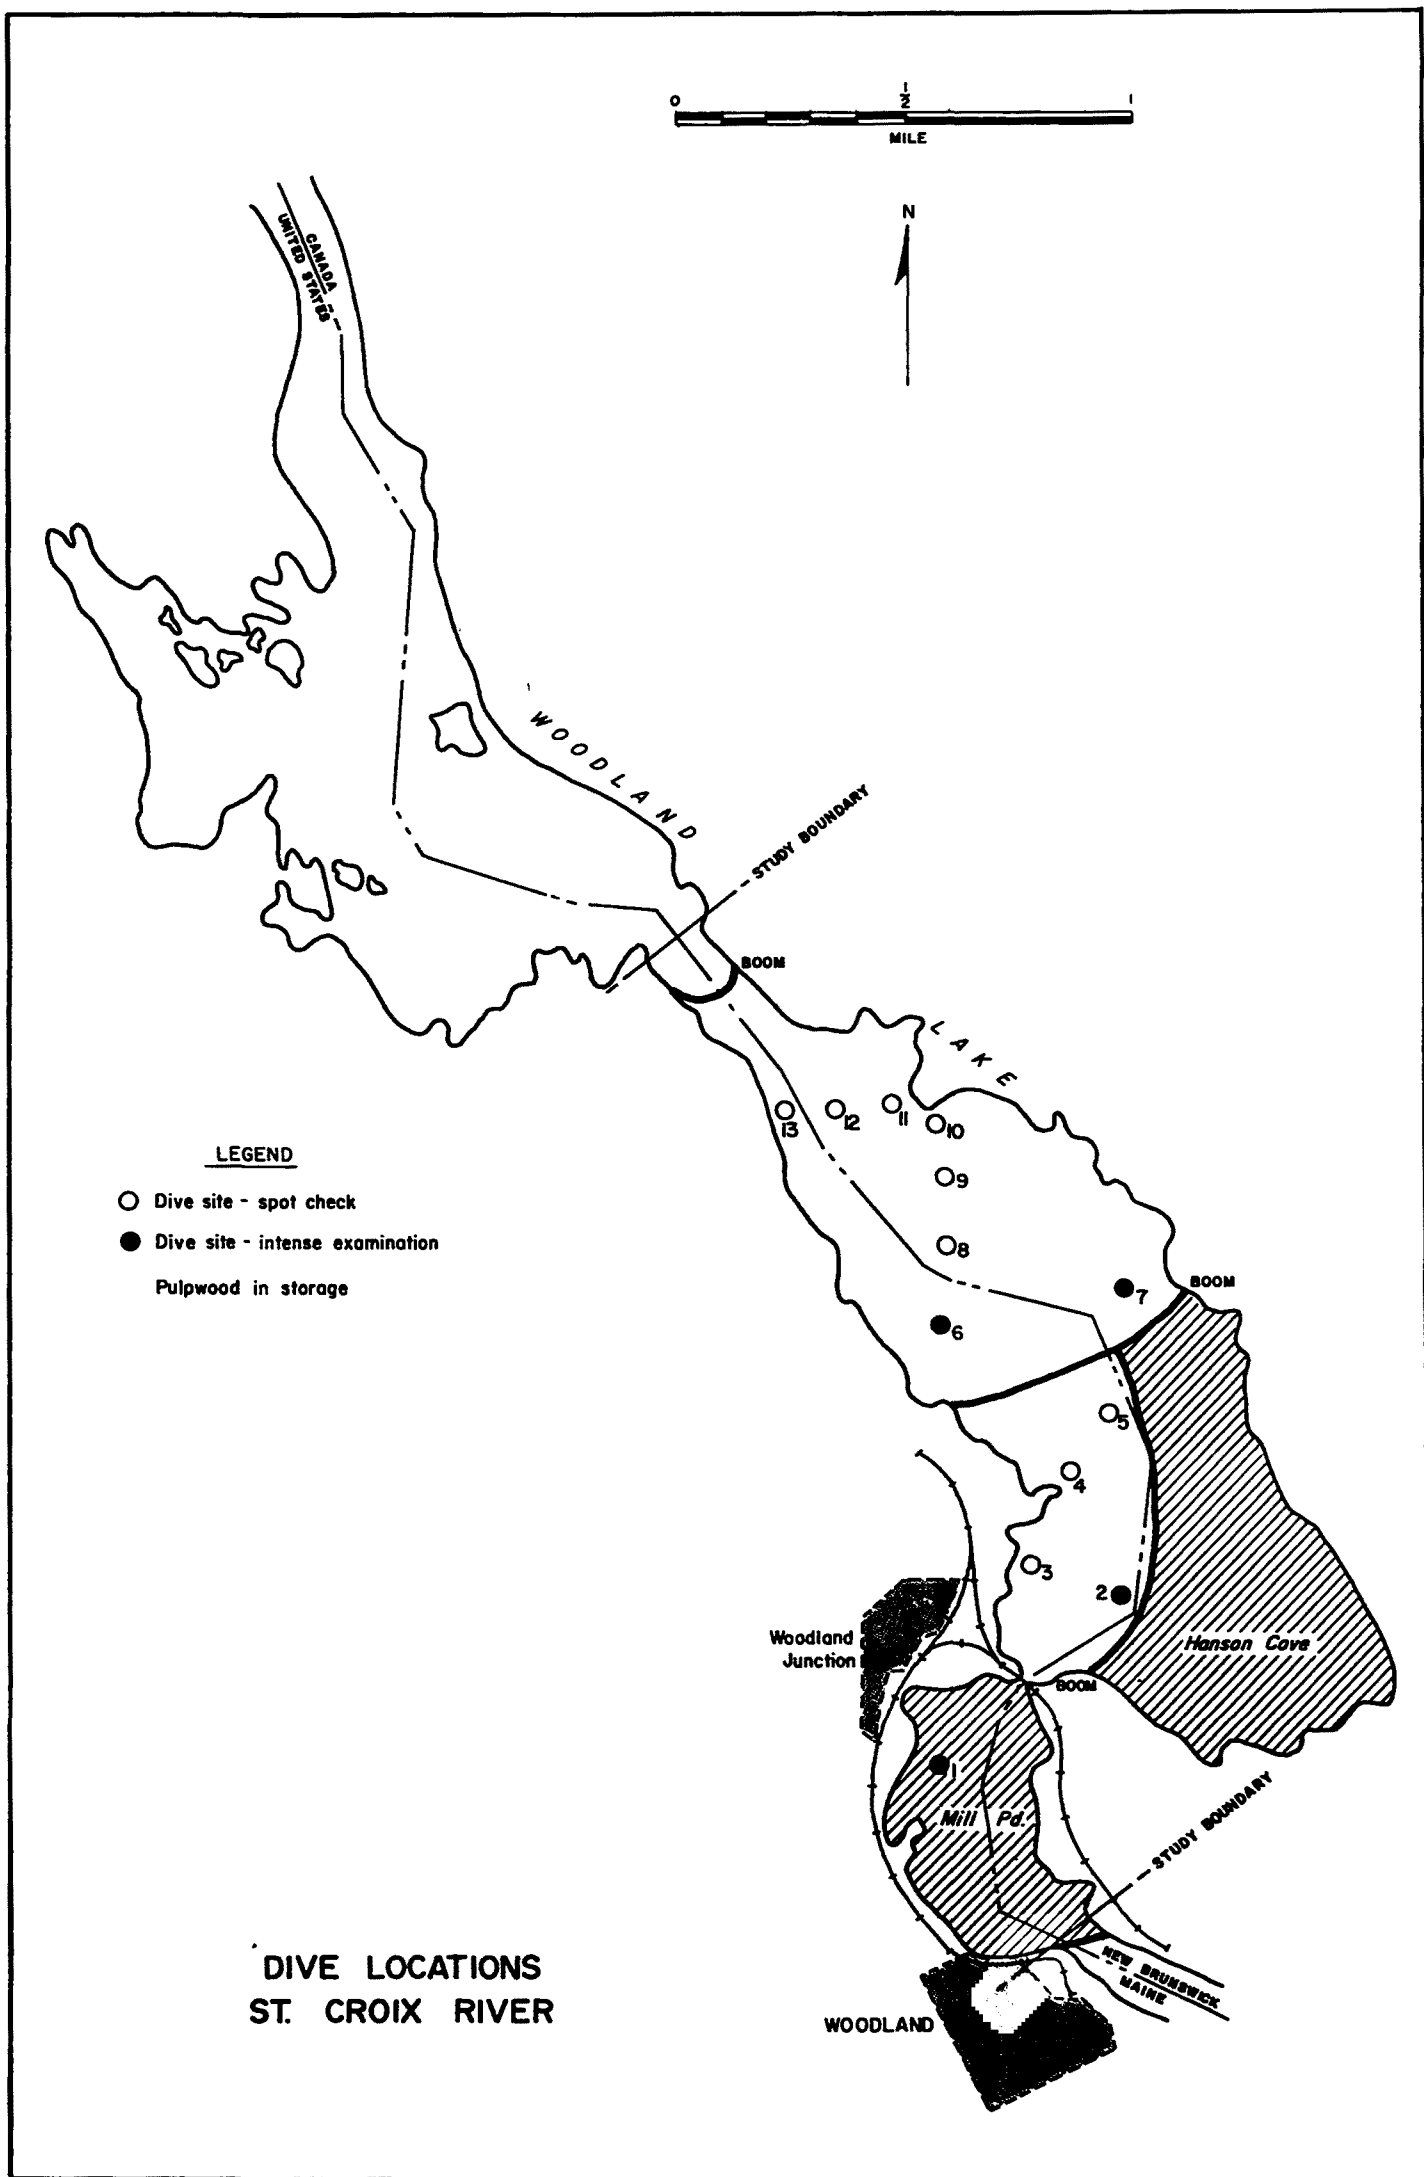 0 1/2 1
MILE
N
CANADA
UNITED STATES
WOODLAND
STUDY BOUNDARY
BOOM
LAKE
13
12
11
10
9
8
LEGEND
Dive site - spot check
Dive site - intense examination
Pulpwood in storage
BOOM
7
6
5
4
3
2
Woodland
Junction
Hanson Cove
BOOM
1
Mill Pd.
STUDY BOUNDARY
NEW BRUNSWICK
MAINE
WOODLAND
DIVE LOCATIONS
ST. CROIX RIVER